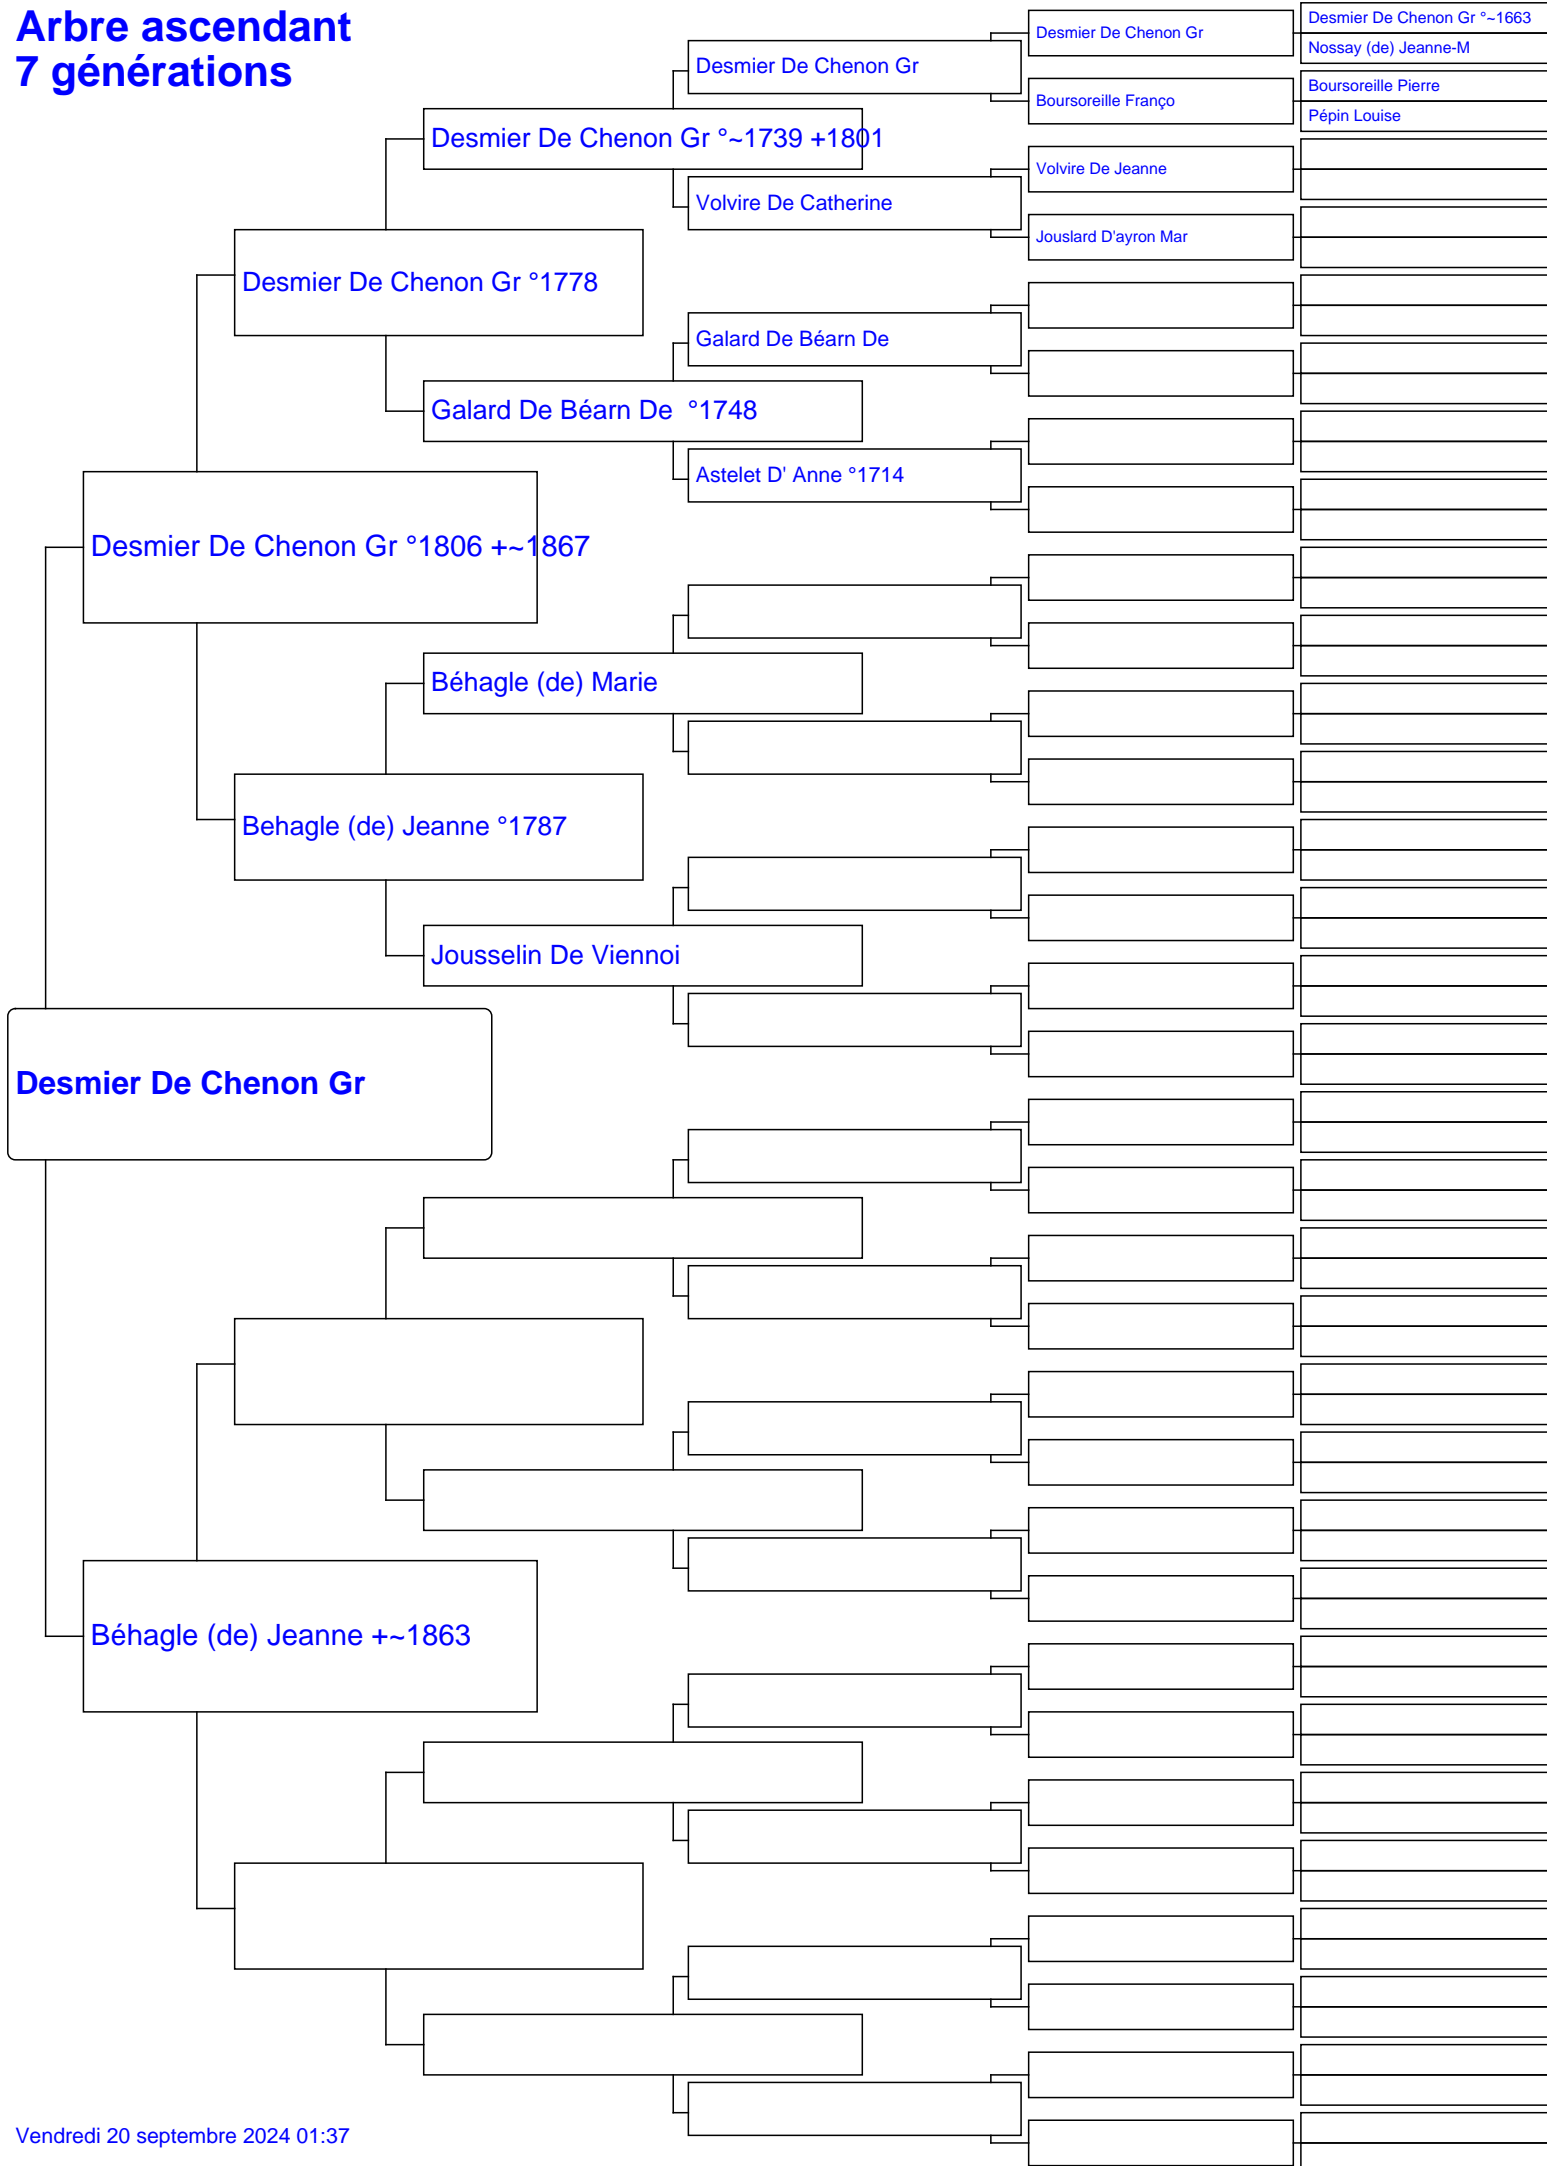 Arbre ascendant
7 générations
Desmier De Chenon Gr °~1663
Nossay (de) Jeanne-M
Desmier De Chenon Gr
Desmier De Chenon Gr
Boursoreille Pierre
Boursoreille Franço
Pépin Louise
Desmier De Chenon Gr °~1739 +1801
Volvire De Jeanne
Volvire De Catherine
Jouslard D'ayron Mar
Desmier De Chenon Gr °1778
Galard De Béarn De
Galard De Béarn De  °1748
Astelet D' Anne °1714
Desmier De Chenon Gr °1806 +~1867
Béhagle (de) Marie
Behagle (de) Jeanne °1787
Jousselin De Viennoi
Desmier De Chenon Gr
Béhagle (de) Jeanne +~1863
Vendredi 20 septembre 2024 01:37